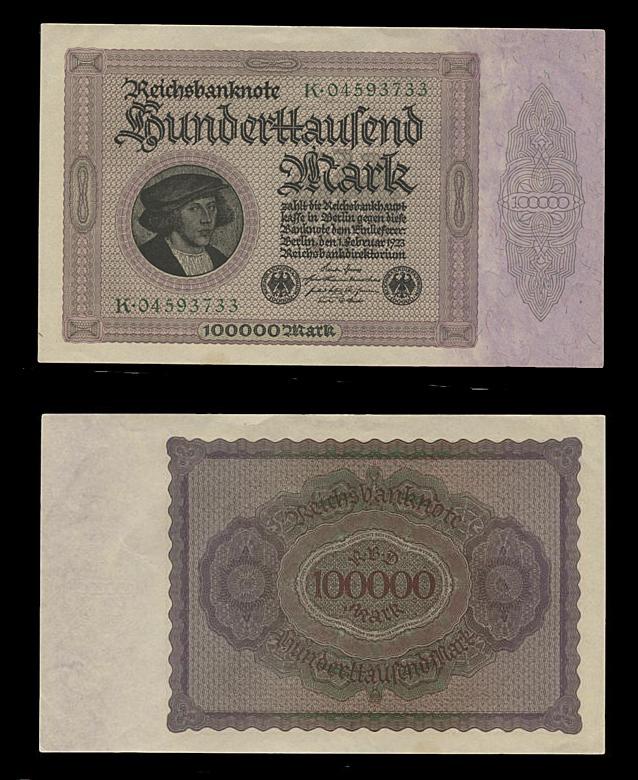 Reichsbanknote K·04593733
Hunderttausend
Mark
zahlt die Reichsbankhaupt
kasse in Berlin gegen diese
Banknote dem Einlieferer.
Berlin, den 1. Februar 1923
Reichsbankdirektorium
K·04593733
100000 Mark
100000
Reichsbanknote
R·B·D
100000
Mark
Hunderttausend Mark